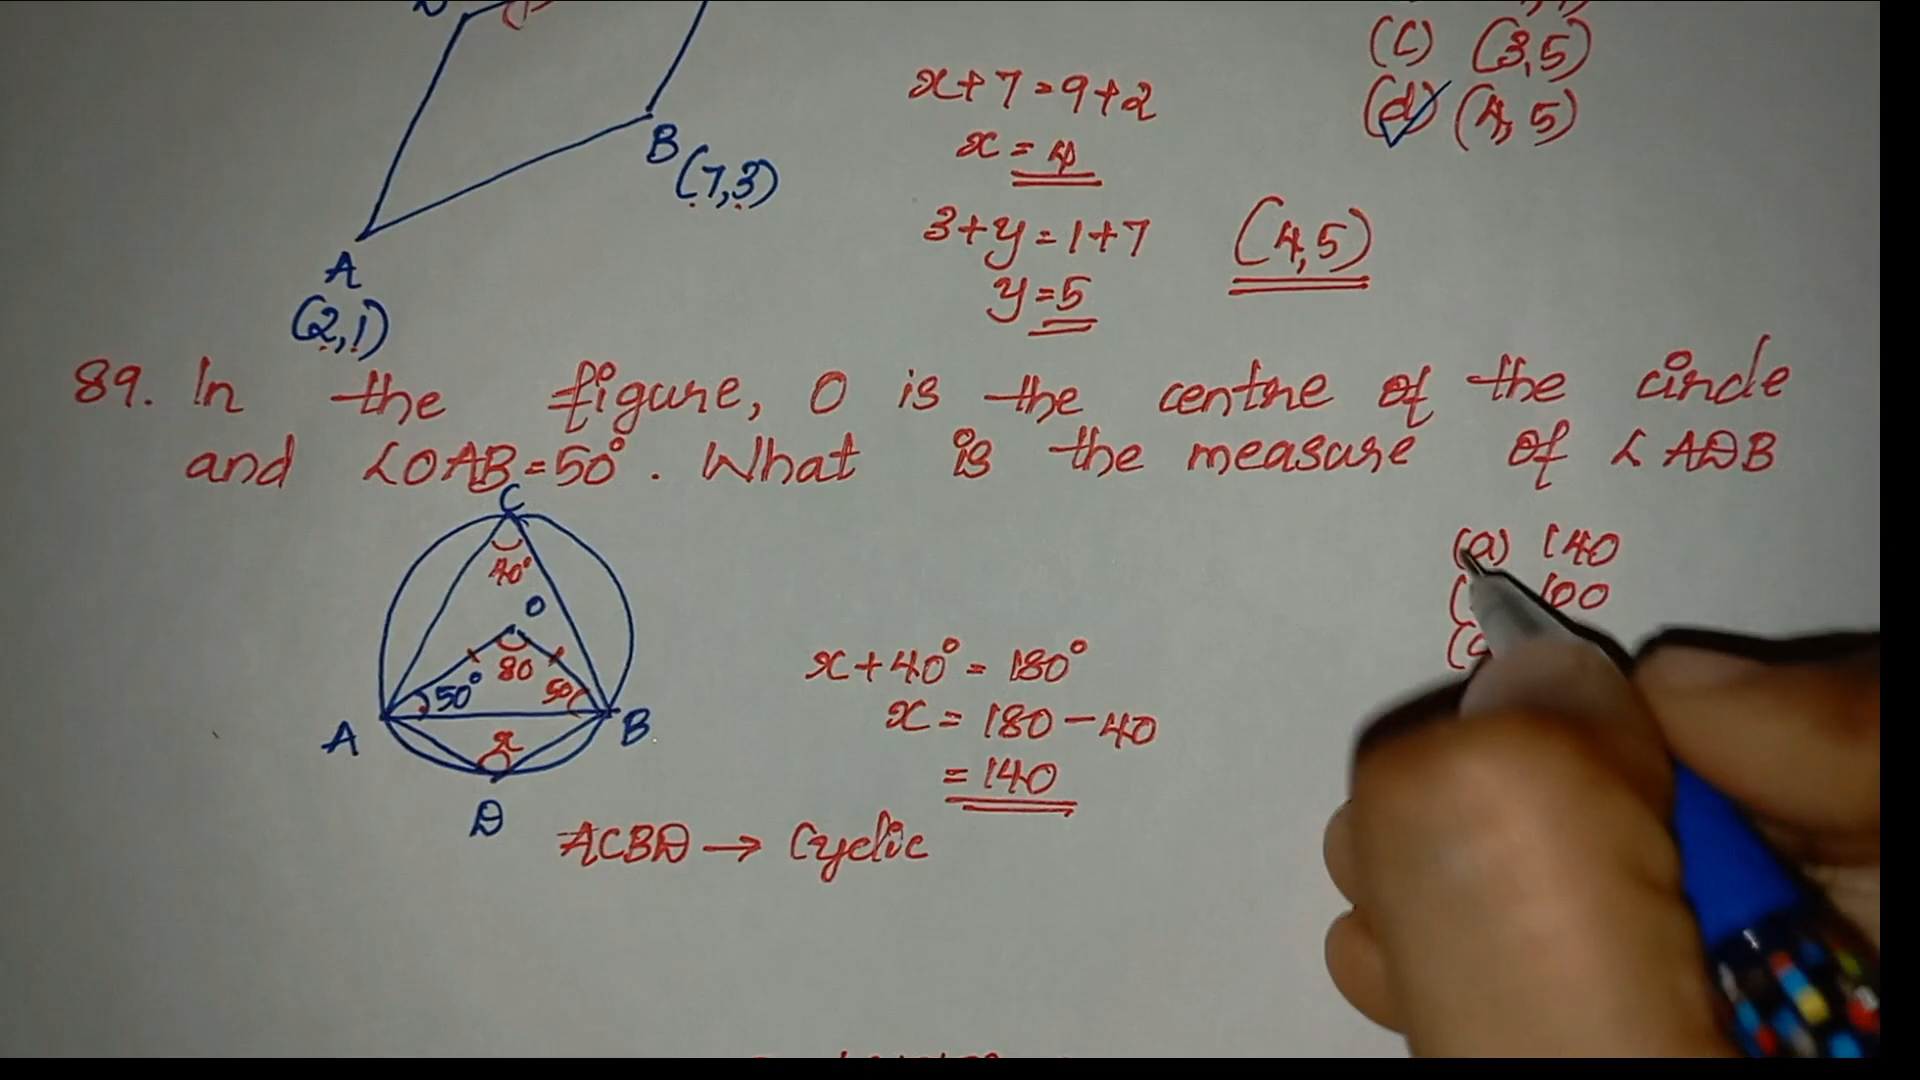 (c) (3,5)
(d) (4,5)
x+7=9+2
x=4
3+y=1+7
y=5
(4,5)
B (7,3)
A
(2,1)
89. In the figure, O is the centre of the circle
and ∠OAB=50°. What is the measure of ∠ADB
C
40°
O
80
50°
50
A
B
x
D
x+40°=180°
x=180-40
=140
ACBD→ Cyclic
(a) 140
100